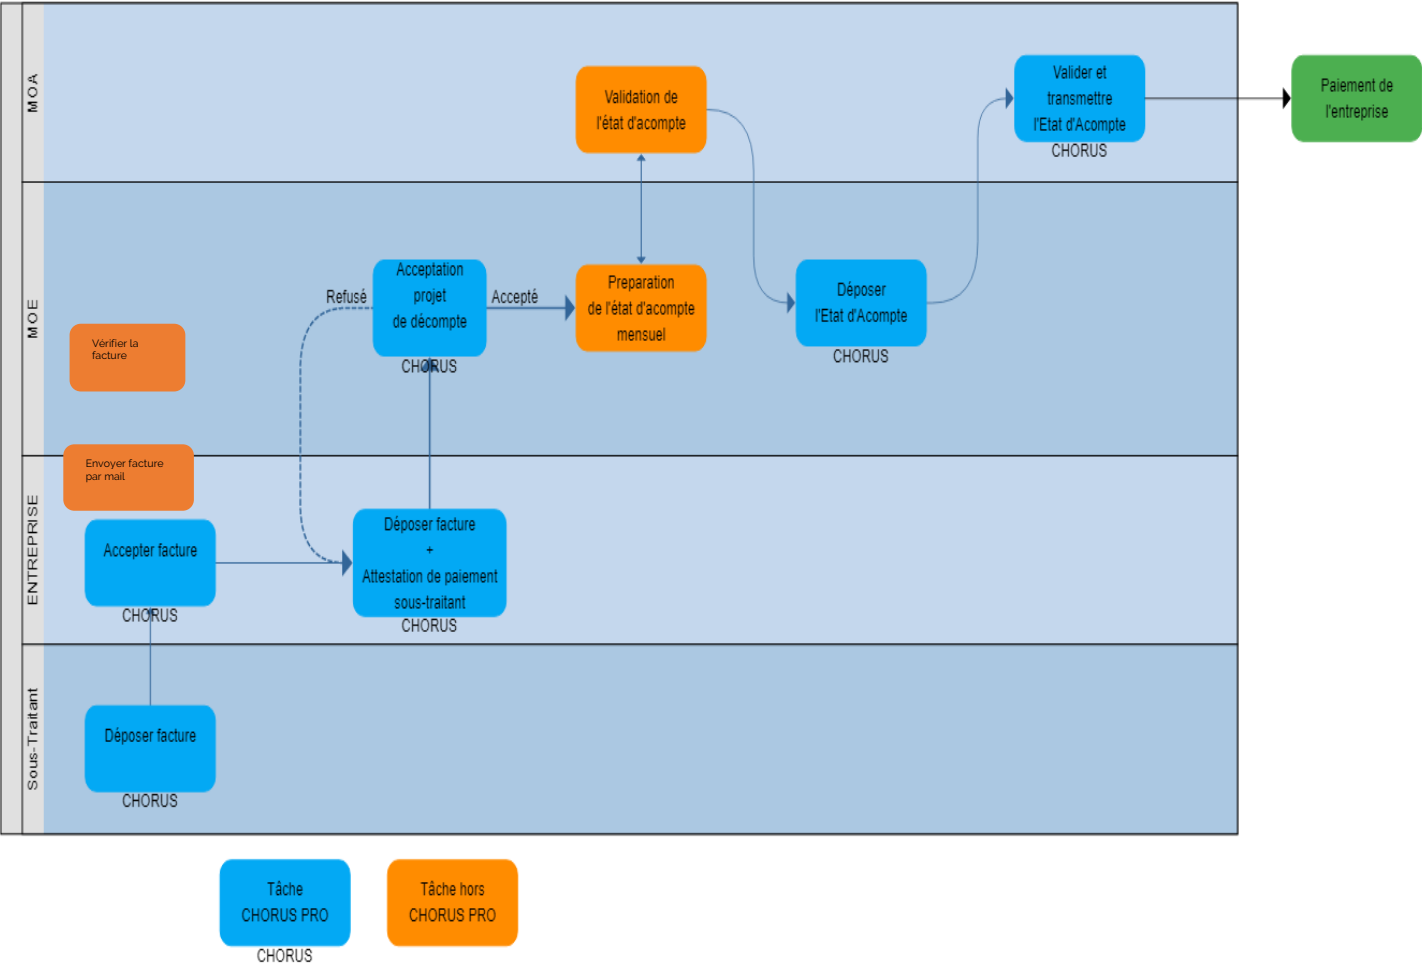 MOA
Validation de
l'état d'acompte
Valider et
transmettre
l'Etat d'Acompte
CHORUS
Paiement de
l'entreprise
MOE
Refusé
Acceptation
projet
de décompte
CHORUS
Accepté
Preparation
de l'état d'acompte
mensuel
Déposer
l'Etat d'Acompte
CHORUS
Vérifier la
facture
ENTREPRISE
Envoyer facture
par mail
Accepter facture
CHORUS
Déposer facture
+
Attestation de paiement
sous-traitant
CHORUS
Sous-Traitant
Déposer facture
CHORUS
Tâche
CHORUS PRO
CHORUS
Tâche hors
CHORUS PRO